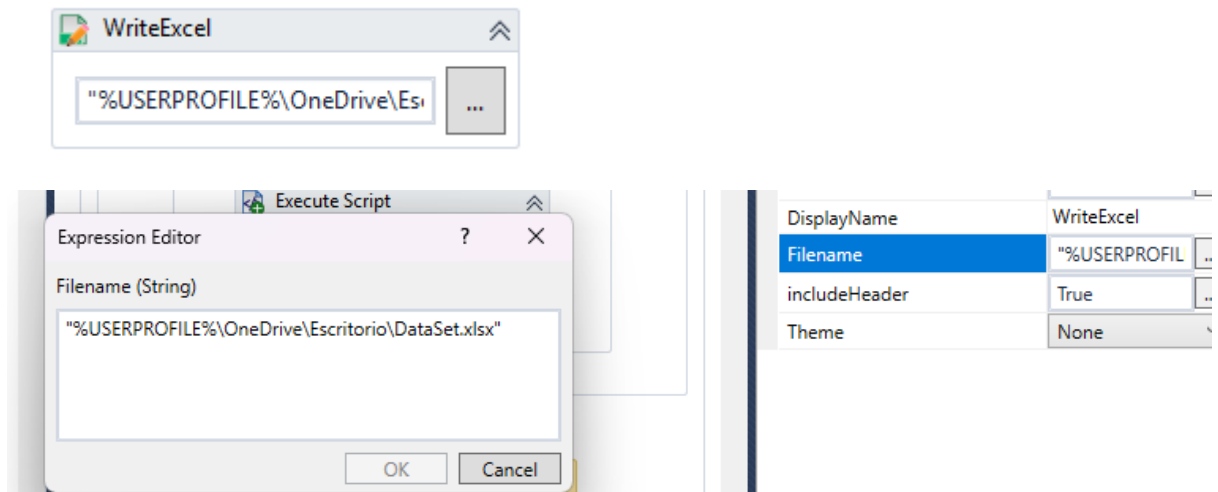 WriteExcel
"%USERPROFILE%\OneDrive\Es
...
Execute Script
Expression Editor ? X
Filename (String)
"%USERPROFILE%\OneDrive\Escritorio\DataSet.xlsx"
OK Cancel
DisplayName WriteExcel
Filename "%USERPROFIL ...
includeHeader True ...
Theme None